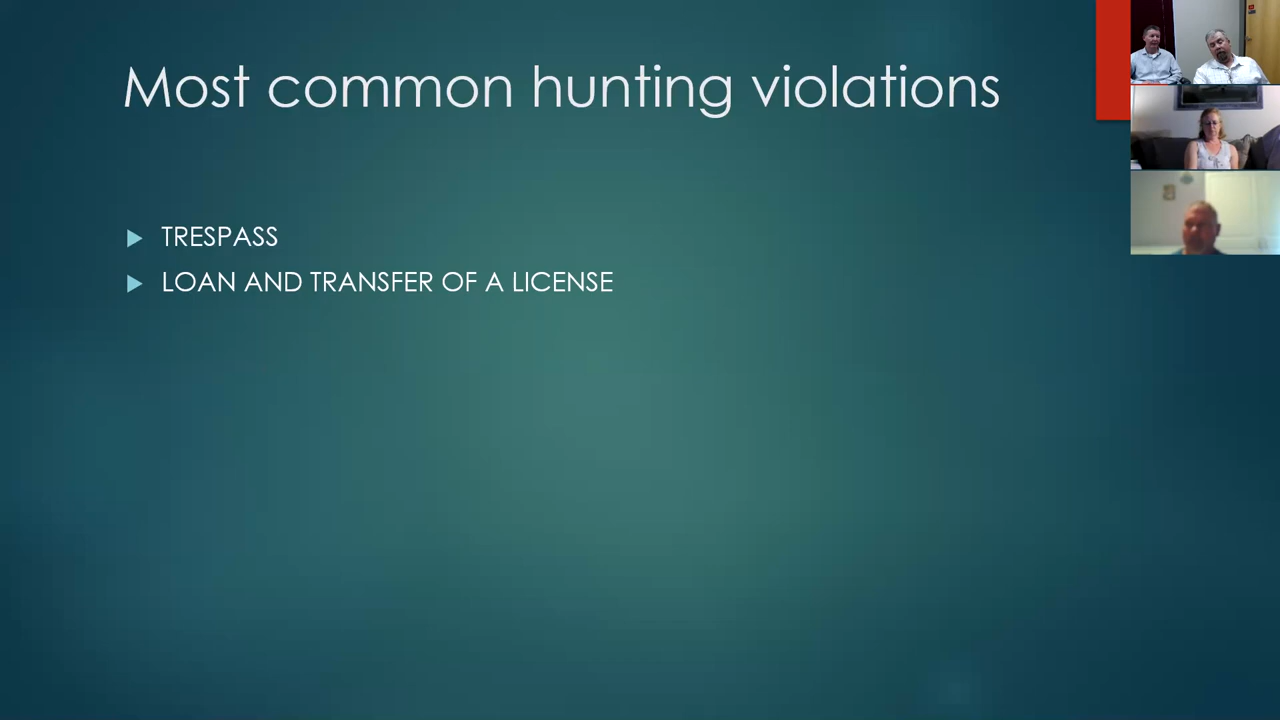 Most common hunting violations
TRESPASS
LOAN AND TRANSFER OF A LICENSE